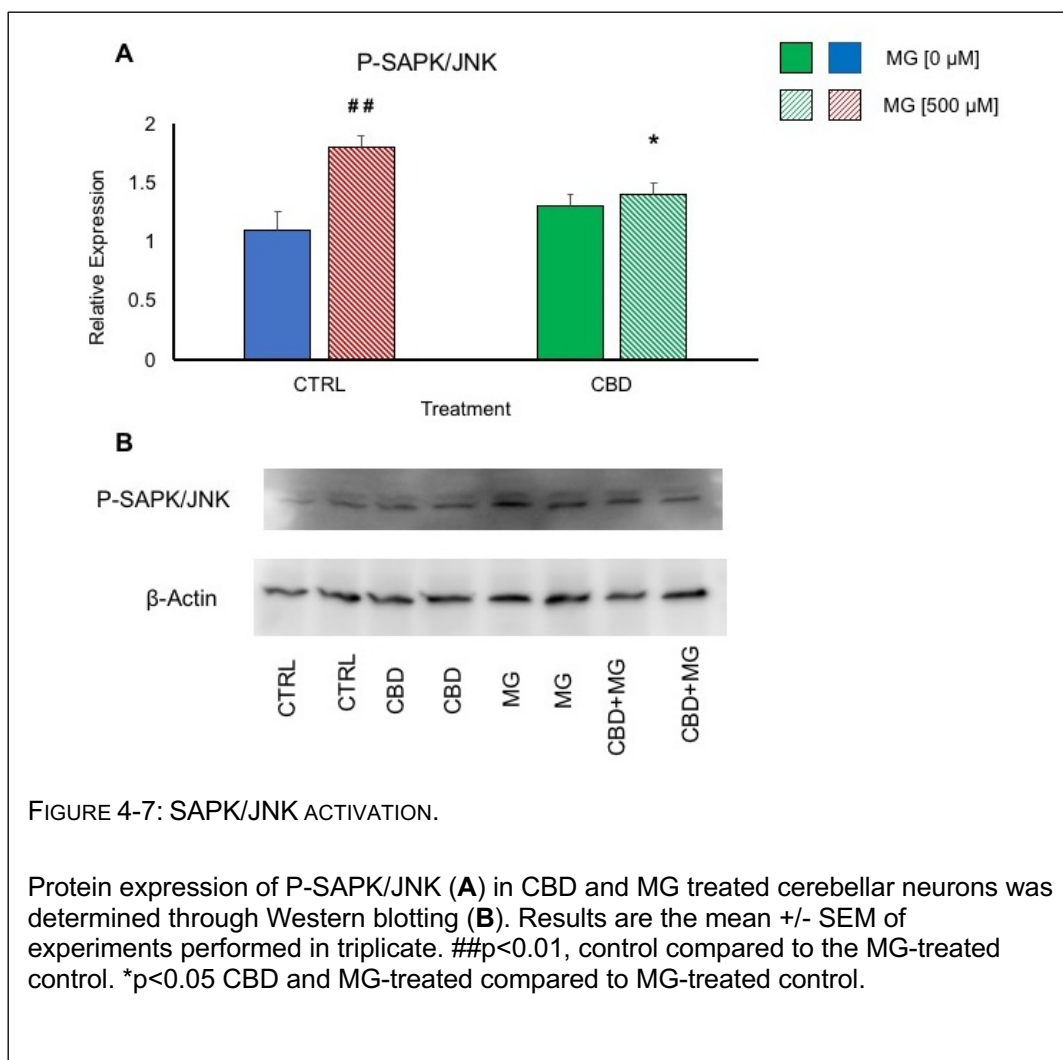 A
P-SAPK/JNK
MG [0 µM]
MG [500 µM]
##
*
2
1.5
1
0.5
0
Relative Expression
CTRL
CBD
Treatment
B
P-SAPK/JNK
β-Actin
CTRL
CTRL
CBD
CBD
MG
MG
CBD+MG
CBD+MG
FIGURE 4-7: SAPK/JNK ACTIVATION.
Protein expression of P-SAPK/JNK (A) in CBD and MG treated cerebellar neurons was
determined through Western blotting (B). Results are the mean +/- SEM of
experiments performed in triplicate. ##p<0.01, control compared to the MG-treated
control. *p<0.05 CBD and MG-treated compared to MG-treated control.